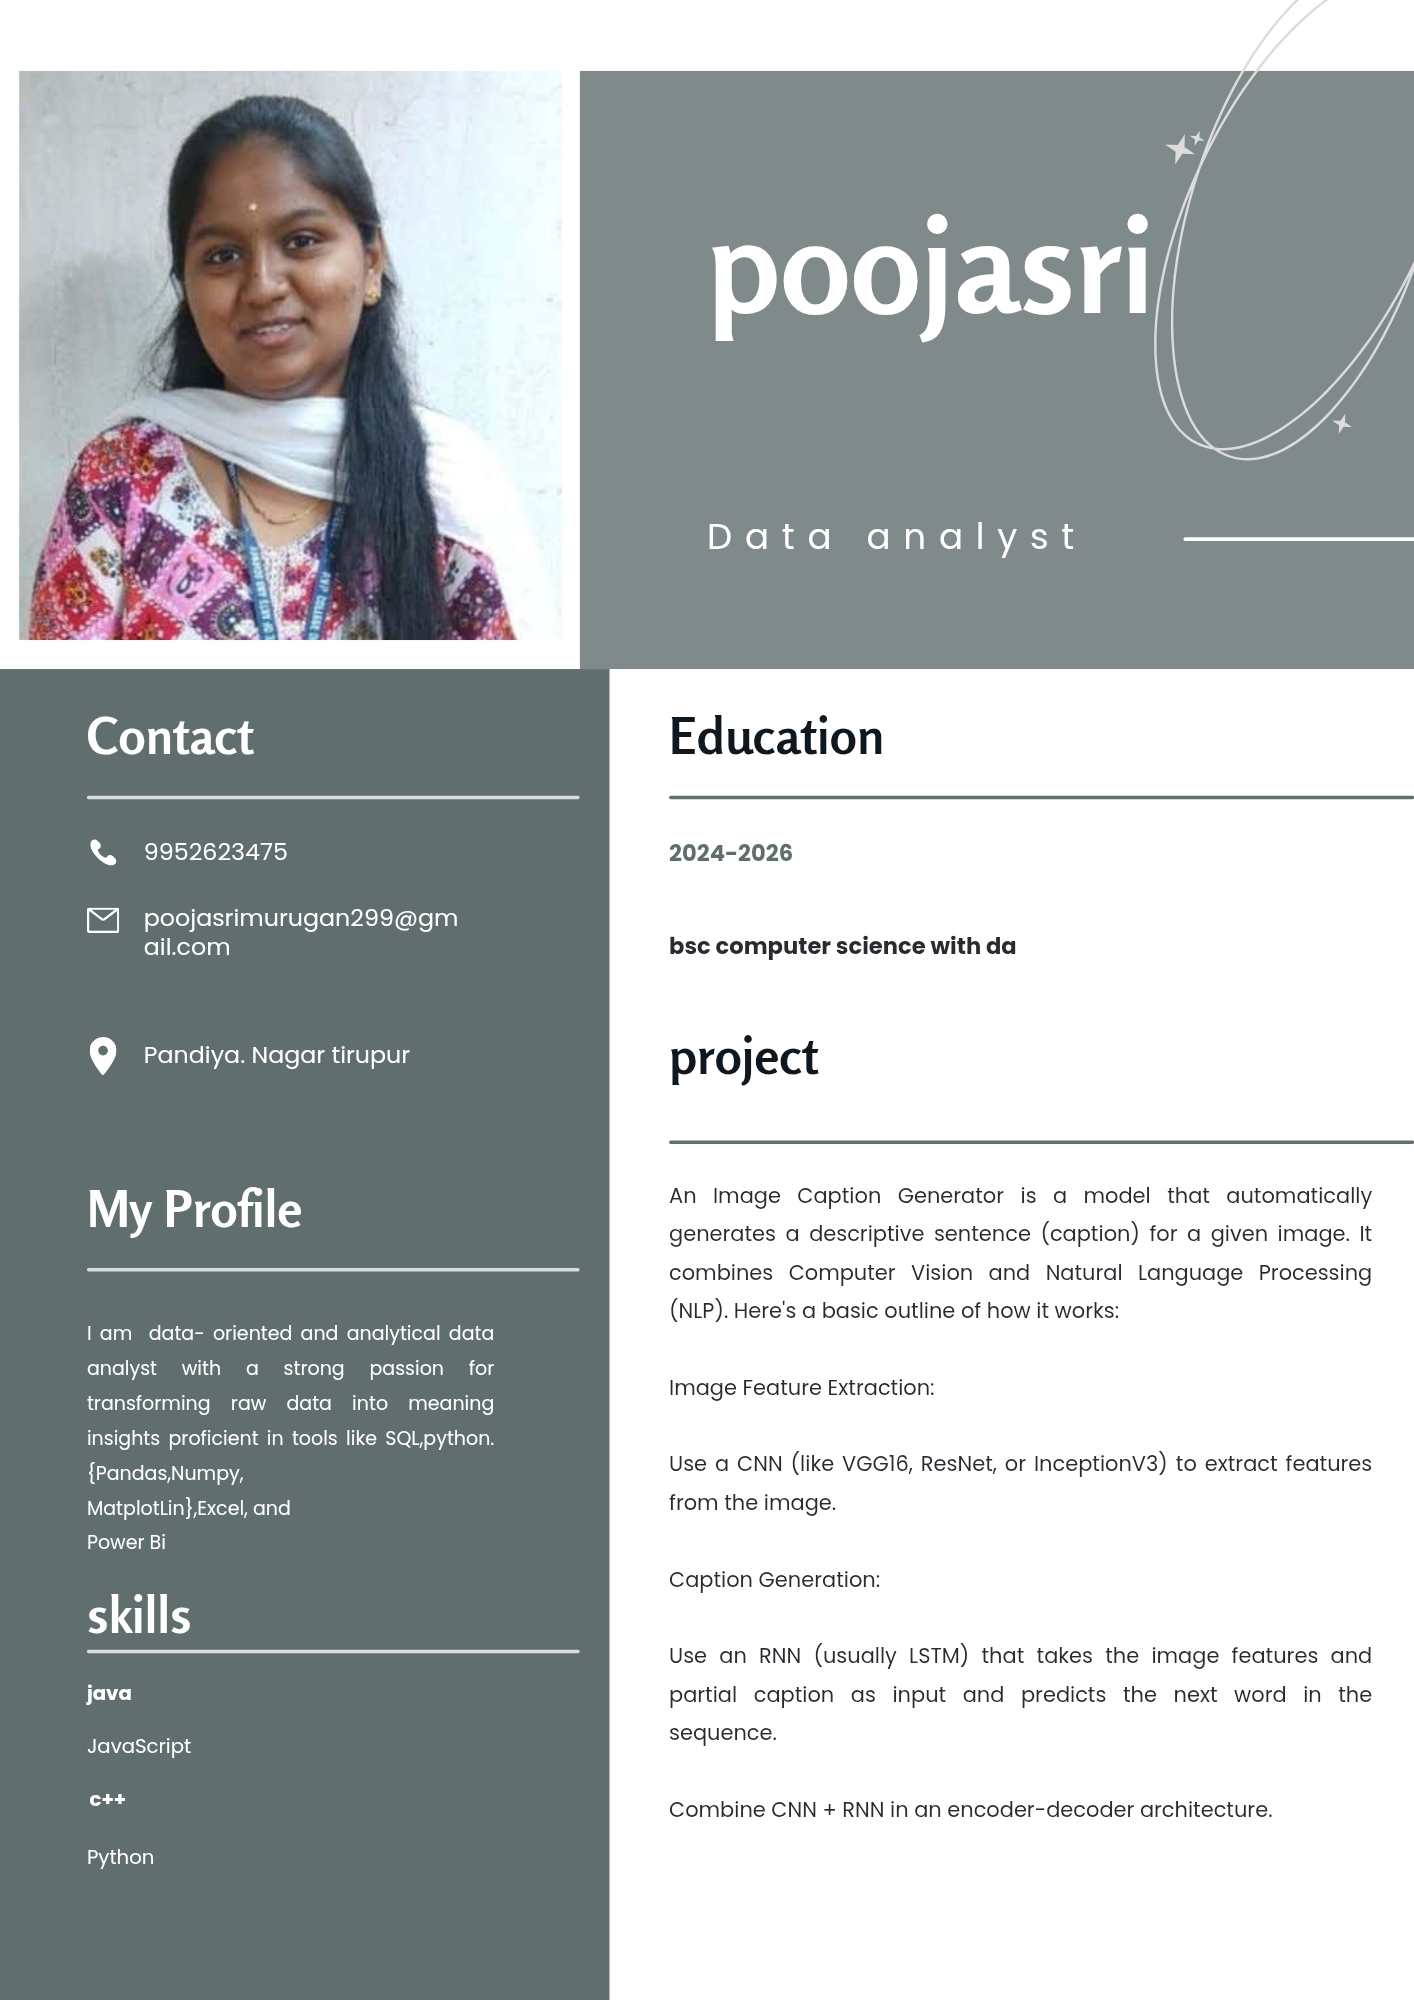 poojasri
Data analyst
Contact
9952623475
poojasrimurugan299@gm
ail.com
Pandiya. Nagar tirupur
My Profile
I am data- oriented and analytical data
analyst with a strong passion for
transforming raw data into meaning
insights proficient in tools like SQL,python.
{Pandas,Numpy,
MatplotLin},Excel, and
Power Bi
skills
java
JavaScript
c++
Python
Education
2024-2026
bsc computer science with da
project
An Image Caption Generator is a model that automatically
generates a descriptive sentence (caption) for a given image. It
combines Computer Vision and Natural Language Processing
(NLP). Here's a basic outline of how it works:
Image Feature Extraction:
Use a CNN (like VGG16, ResNet, or InceptionV3) to extract features
from the image.
Caption Generation:
Use an RNN (usually LSTM) that takes the image features and
partial caption as input and predicts the next word in the
sequence.
Combine CNN + RNN in an encoder-decoder architecture.